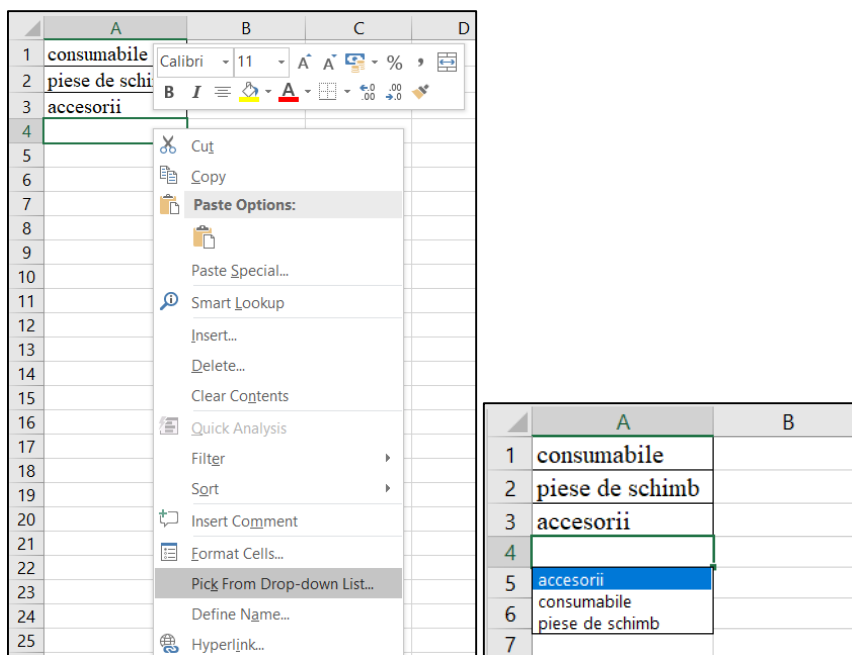 A B C D
1 consumabile
Calibri 11 A A % ,
2 piese de schi
B I A .00 .00
3 accesorii
4
Cut
5
6 Copy
7 Paste Options:
8
9
10 Paste Special...
11 Smart Lookup
12 Insert...
13
14 Delete...
15 Clear Contents
16 Quick Analysis
17
18 Filter
19 Sort
20 Insert Comment
21 Format Cells...
22
23 Pick From Drop-down List...
24 Define Name...
25 Hyperlink...
A B
1 consumabile
2 piese de schimb
3 accesorii
4
5 accesorii
6 consumabile
piese de schimb
7